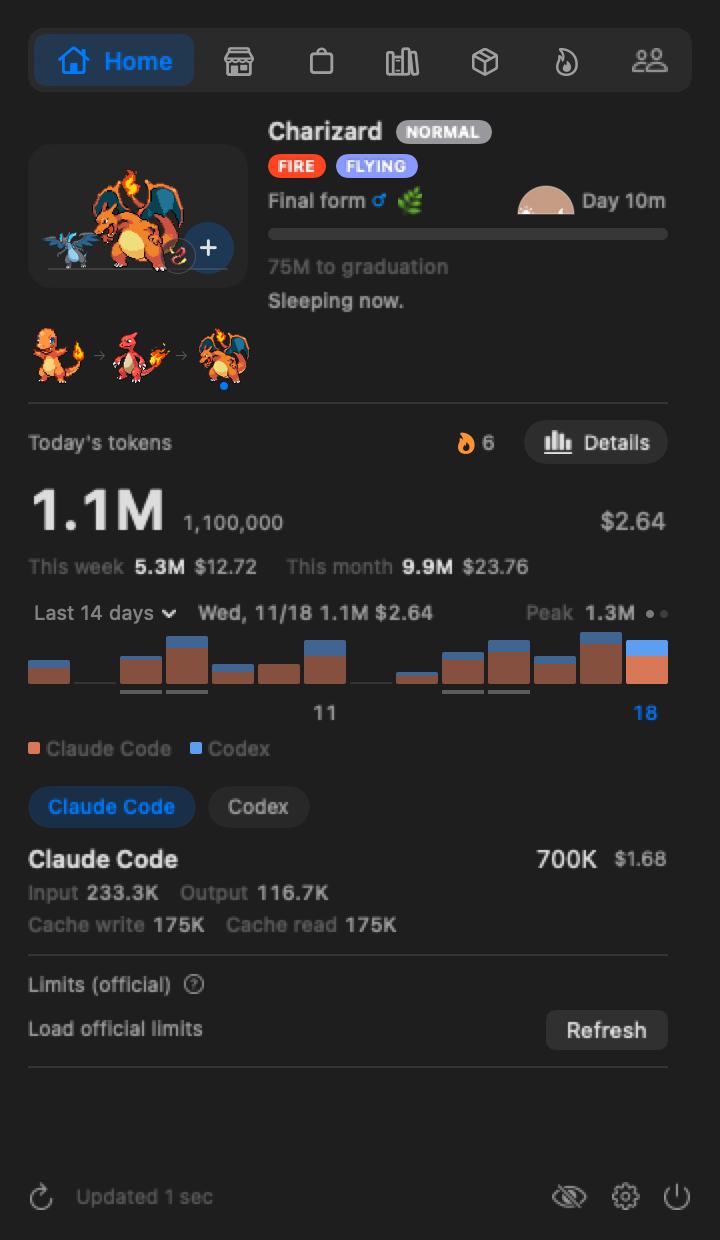 Home
Charizard NORMAL
FIRE FLYING
Final form ♂ Day 10m
75M to graduation
Sleeping now.
Today's tokens 6 Details
1.1M 1,100,000 $2.64
This week 5.3M $12.72 This month 9.9M $23.76
Last 14 days Wed, 11/18 1.1M $2.64 Peak 1.3M
11 18
Claude Code Codex
Claude Code Codex
Claude Code 700K $1.68
Input 233.3K Output 116.7K
Cache write 175K Cache read 175K
Limits (official) ?
Load official limits Refresh
Updated 1 sec